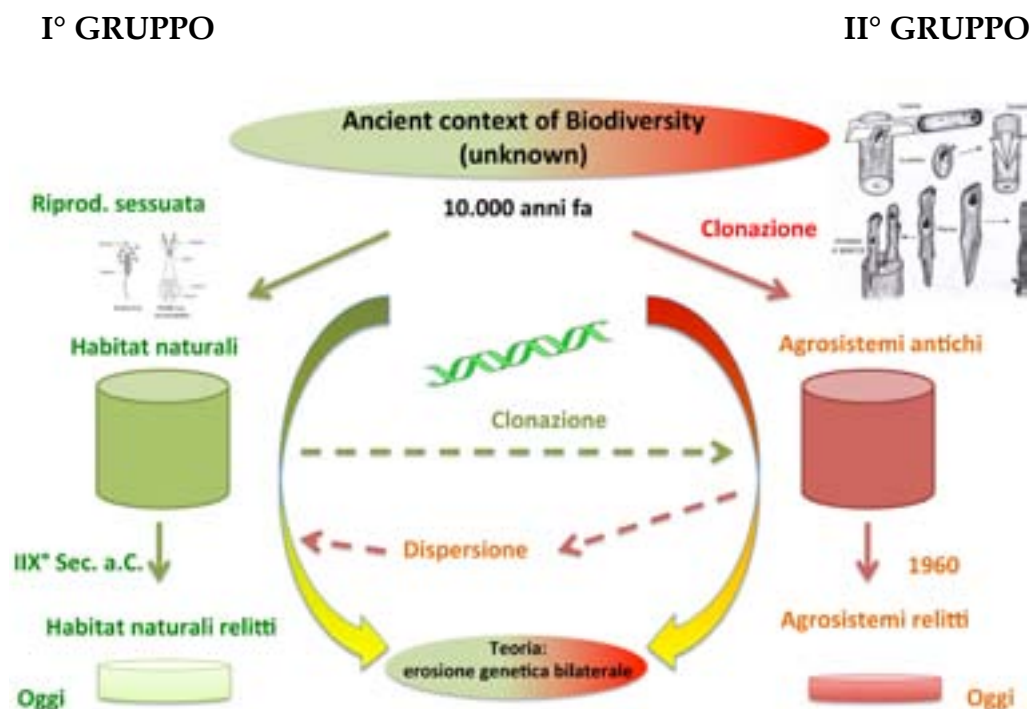 I° GRUPPO
II° GRUPPO
Ancient context of Biodiversity
(unknown)
Riprod. sessuata
10.000 anni fa
Clonazione
Habitat naturali
Agrosistemi antichi
Clonazione
Dispersione
IIX° Sec. a.C.
1960
Habitat naturali relitti
Agrosistemi relitti
Teoria:
erosione genetica bilaterale
Oggi
Oggi